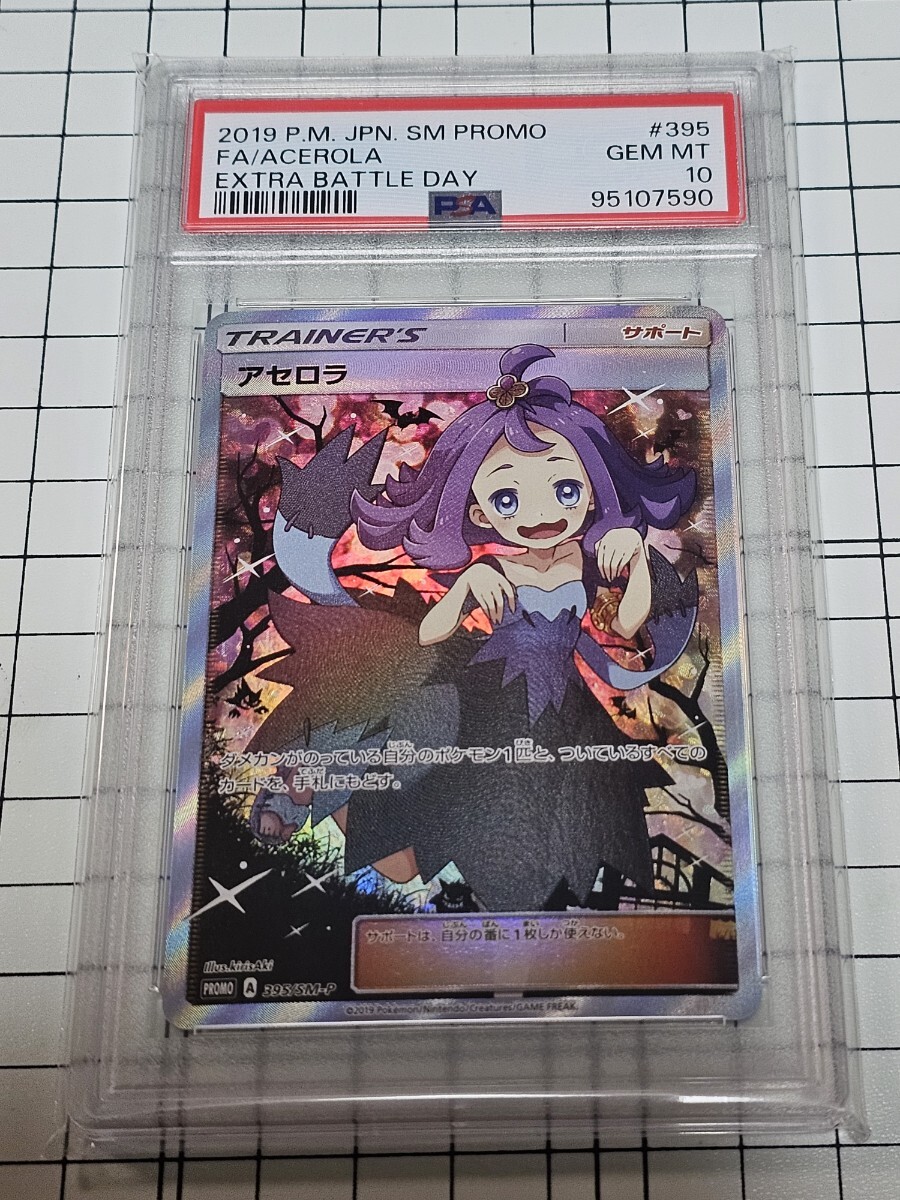 2019 P.M. JPN. SM PROMO #395
FA/ACEROLA GEM MT
EXTRA BATTLE DAY 10
PSA 95107590
TRAINER'S サポート
アセロラ
ダメカンがのっている自分のポケモン1匹と、ついているすべての
カードを、手札にもどす。
サポートは、自分の番に1枚しか使えない。
Illus.kirisAki
PROMO A 395/SM-P
©2019 Pokémon/Nintendo/Creatures/GAME FREAK.